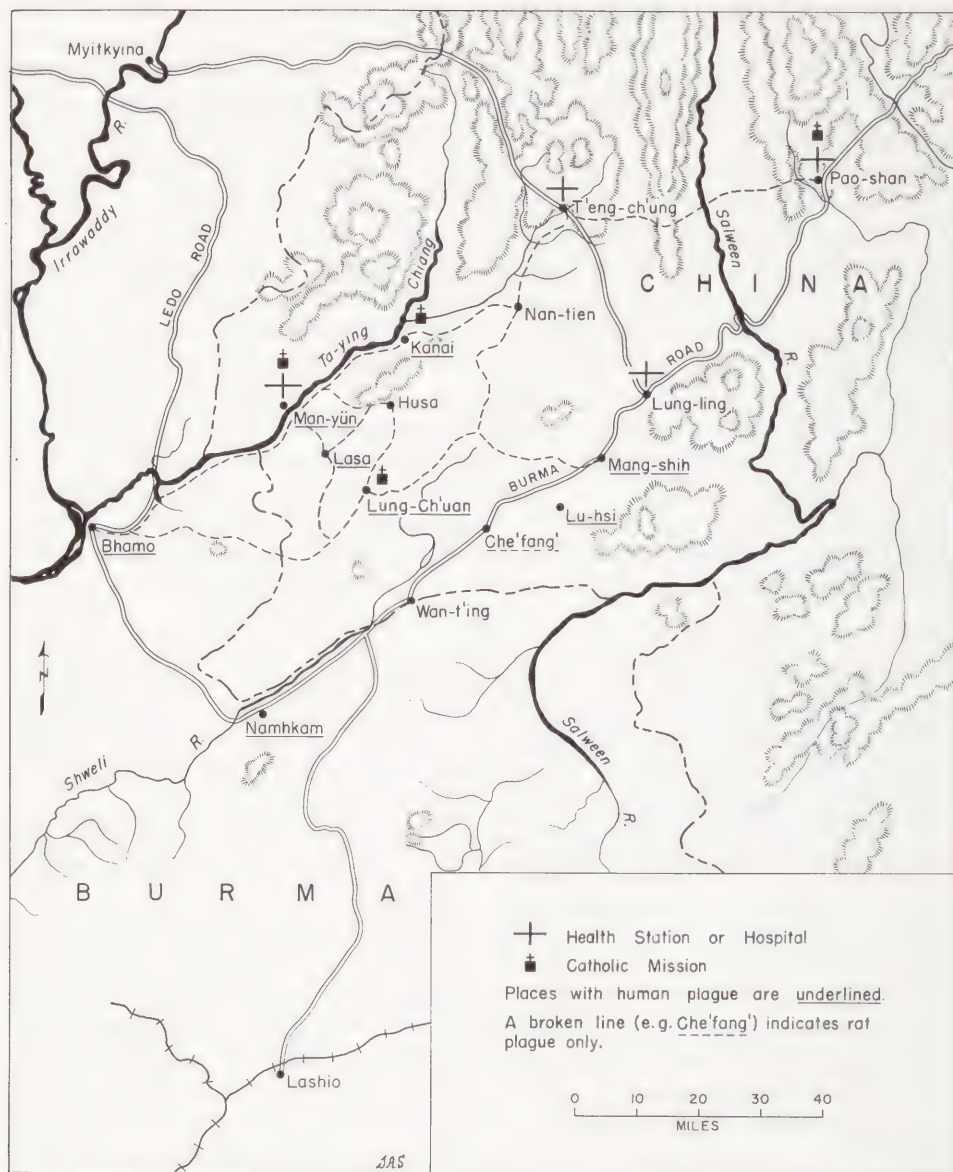 Myitkyina
R.
Irrawaddy
LEDO ROAD
Chiang
Ta-ying
T'eng-ch'ung
Pao-shan
Salween
R.
C H I N A
Nan-tien
Kanai
Man-yün
Husa
Lasa
Lung-Ch'uan
Lung-ling
BURMA ROAD
Mang-shih
Lu-hsi
Che'fang'
Bhamo
Wan-t'ing
N
Namhkam
Shweli R.
Salween R.
B U R M A
Lashio
JAS
Health Station or Hospital
Catholic Mission
Places with human plague are underlined.
A broken line (e.g. Che'fang') indicates rat
plague only.
0 10 20 30 40
MILES